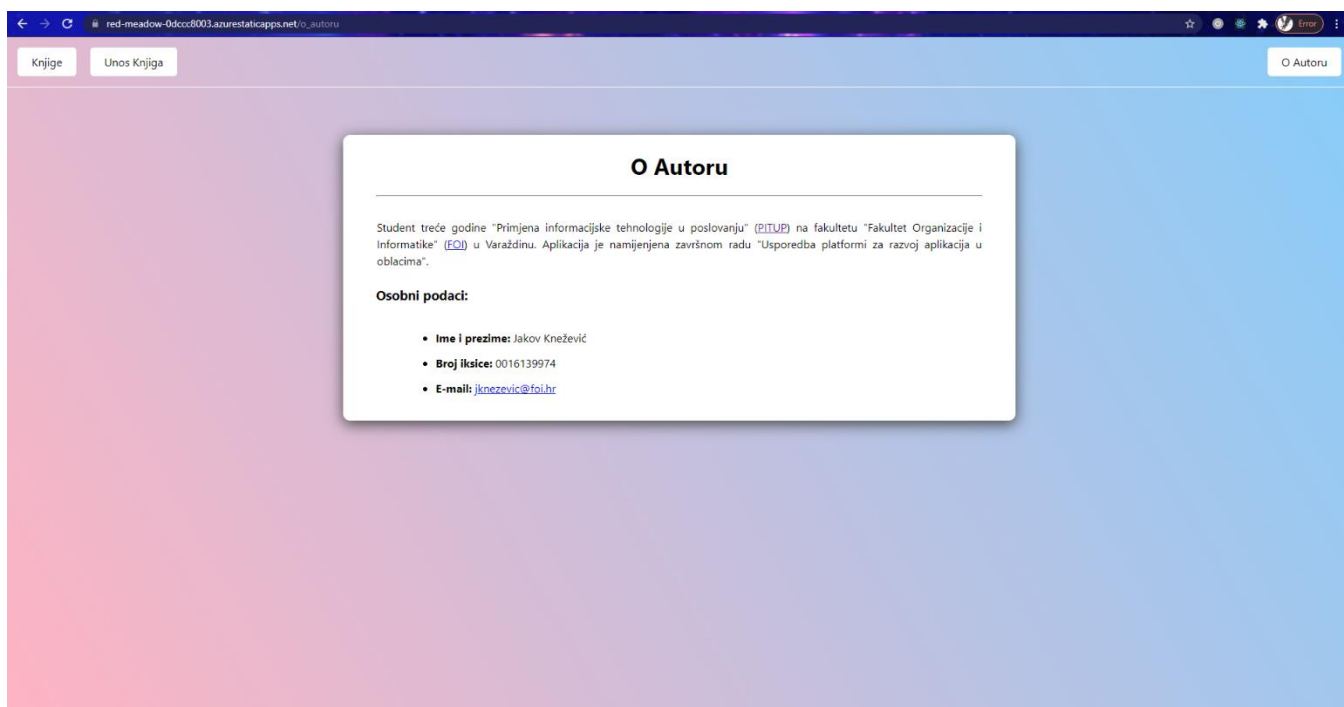 red-meadow-0dccc8003.azurestaticapps.net/o_autoru
Error
Knjige
Unos Knjiga
O Autoru
O Autoru
Student treće godine "Primjena informacijske tehnologije u poslovanju" (PITUP) na fakultetu "Fakultet Organizacije i
Informatike" (FOI) u Varaždinu. Aplikacija je namijenjena završnom radu "Usporedba platformi za razvoj aplikacija u
oblacima".
Osobni podaci:
Ime i prezime: Jakov Knežević
Broj iksice: 0016139974
E-mail: jknezevic@foi.hr